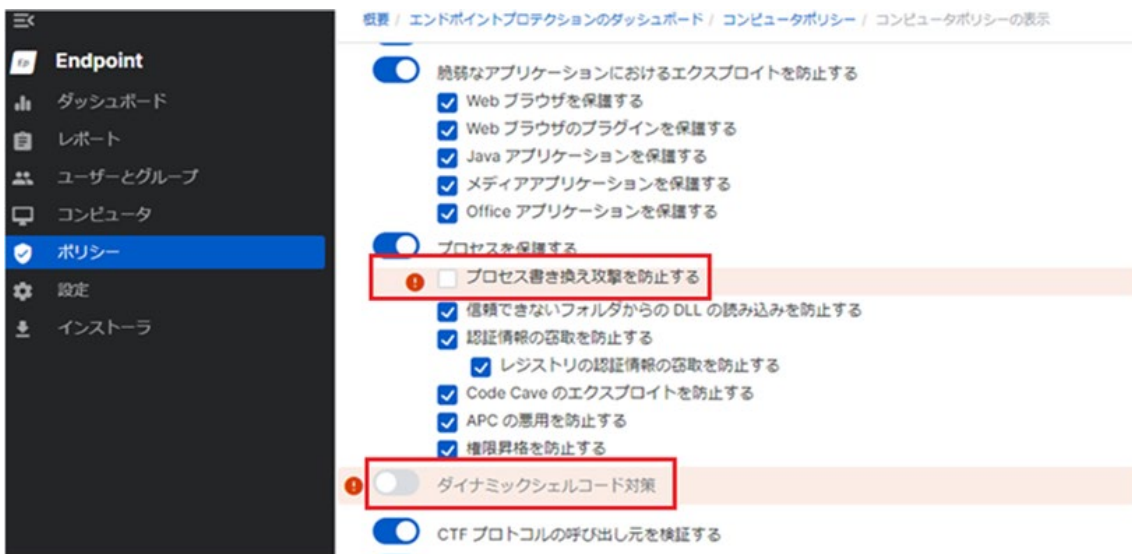 概要 / エンドポイントプロテクションのダッシュボード / コンピュータポリシー / コンピュータポリシーの表示
Endpoint
ダッシュボード
レポート
ユーザーとグループ
コンピュータ
ポリシー
設定
インストーラ
脆弱なアプリケーションにおけるエクスプロイトを防止する
Web ブラウザを保護する
Web ブラウザのプラグインを保護する
Java アプリケーションを保護する
メディアアプリケーションを保護する
Office アプリケーションを保護する
プロセスを保護する
プロセス書き換え攻撃を防止する
信頼できないフォルダからの DLL の読み込みを防止する
認証情報の窃取を防止する
レジストリの認証情報の窃取を防止する
Code Cave のエクスプロイトを防止する
APC の悪用を防止する
権限昇格を防止する
ダイナミックシェルコード対策
CTF プロトコルの呼び出し元を検証する